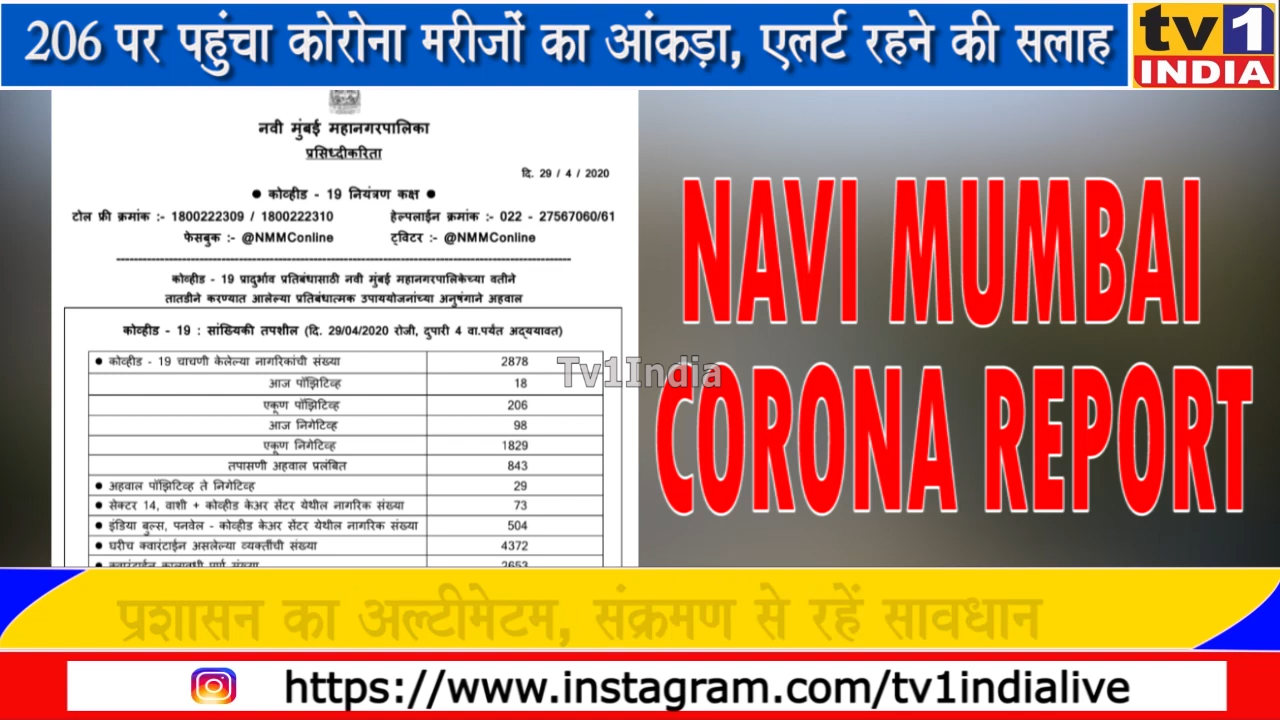 206 पर पहुंचा कोरोना मरीजों का आंकड़ा, एलर्ट रहने की सलाह
tv1
INDIA
नवी मुंबई महानगरपालिका
प्रसिध्दीकरिता
दि. 29 / 4 / 2020
● कोव्हीड - 19 नियंत्रण कक्ष ●
टोल फ्री क्रमांक :- 1800222309 / 1800222310 हेल्पलाईन क्रमांक :- 022 - 27567060/61
फेसबुक :- @NMMConline ट्विटर :- @NMMConline
कोव्हीड - 19 प्रादुर्भाव प्रतिबंधासाठी नवी मुंबई महानगरपालिकेच्या वतीने
तातडीने करण्यात आलेल्या प्रतिबंधात्मक उपाययोजनांच्या अनुषंगाने अहवाल
कोव्हीड - 19 : सांख्यिकी तपशील (दि. 29/04/2020 रोजी, दुपारी 4 वा.पर्यंत अद्ययावत)
● कोव्हीड - 19 चाचणी केलेल्या नागरिकांची संख्या 2878
आज पॉझिटिव्ह 18
एकूण पॉझिटिव्ह 206
आज निगेटिव्ह 98
एकूण निगेटिव्ह 1829
तपासणी अहवाल प्रलंबित 843
● अहवाल पॉझिटिव्ह ते निगेटिव्ह 29
● सेक्टर 14, वाशी + कोव्हीड केअर सेंटर येथील नागरिक संख्या 73
● इंडिया बुल्स, पनवेल - कोव्हीड केअर सेंटर येथील नागरिक संख्या 504
● घरीच क्वारंटाईन असलेल्या व्यक्तींची संख्या 4372
● क्वारंटाईन कालावधी पूर्ण संख्या 2653
Tv1India
NAVI MUMBAI
CORONA REPORT
प्रशासन का अल्टीमेटम, संक्रमण से रहें सावधान
https://www.instagram.com/tv1indialive